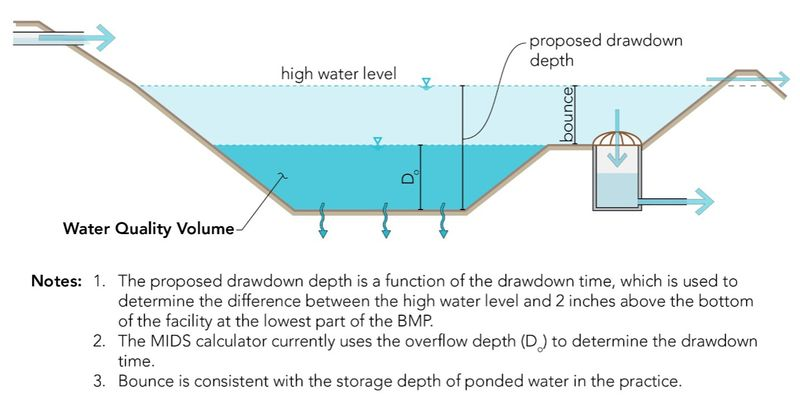 proposed drawdown
depth
high water level
bounce
Dₒ
Water Quality Volume
Notes: 1. The proposed drawdown depth is a function of the drawdown time, which is used to
determine the difference between the high water level and 2 inches above the bottom
of the facility at the lowest part of the BMP.
2. The MIDS calculator currently uses the overflow depth (Dₒ) to determine the drawdown
time.
3. Bounce is consistent with the storage depth of ponded water in the practice.